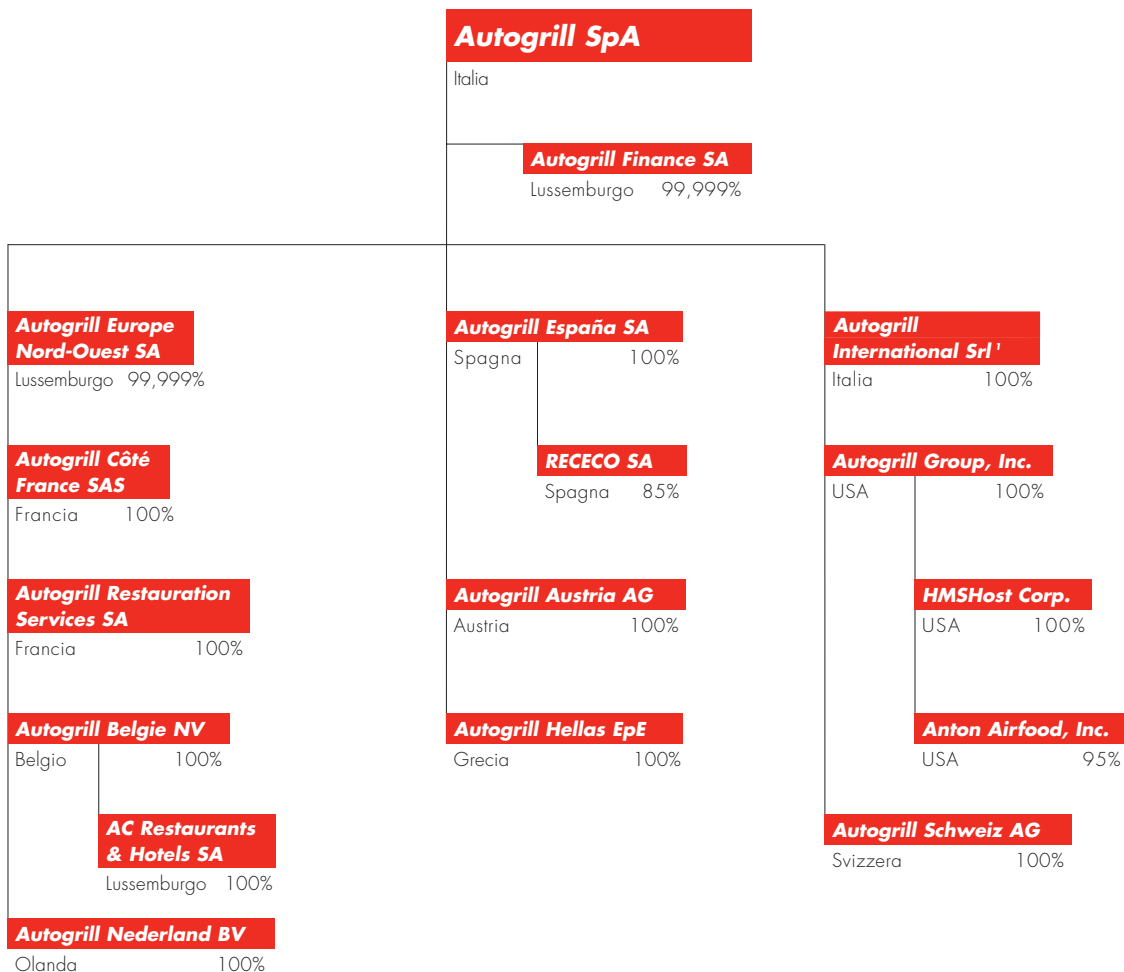 Autogrill SpA
Italia
Autogrill Finance SA
Lussemburgo 99,999%
Autogrill Europe
Nord-Ouest SA
Lussemburgo 99,999%
Autogrill Côté
France SAS
Francia 100%
Autogrill Restauration
Services SA
Francia 100%
Autogrill Belgie NV
Belgio 100%
AC Restaurants
& Hotels SA
Lussemburgo 100%
Autogrill Nederland BV
Olanda 100%
Autogrill España SA
Spagna 100%
RECECO SA
Spagna 85%
Autogrill Austria AG
Austria 100%
Autogrill Hellas EpE
Grecia 100%
Autogrill
International Srl ¹
Italia 100%
Autogrill Group, Inc.
USA 100%
HMSHost Corp.
USA 100%
Anton Airfood, Inc.
USA 95%
Autogrill Schweiz AG
Svizzera 100%